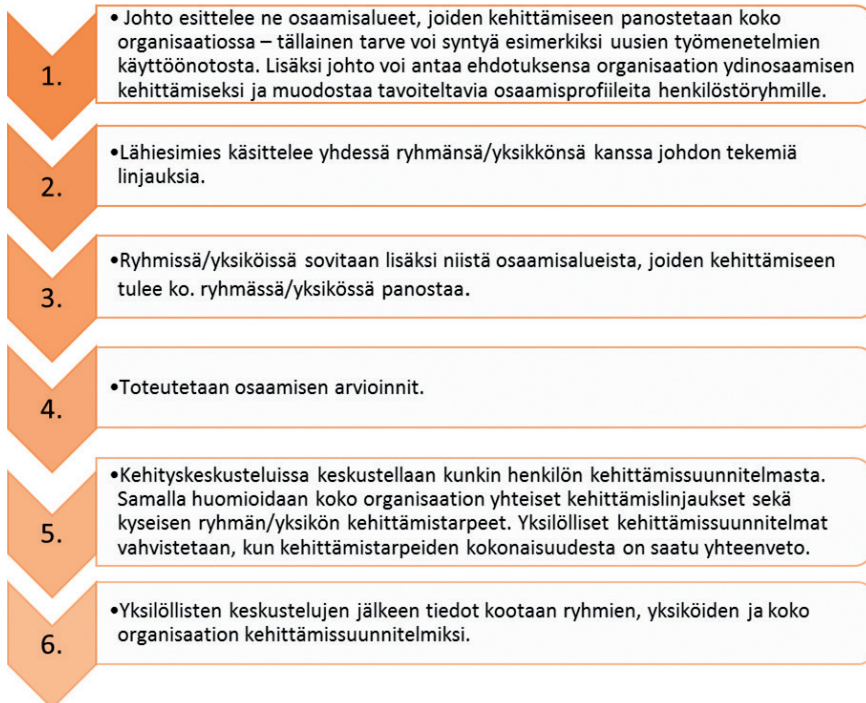 1.
• Johto esittelee ne osaamisalueet, joiden kehittämiseen panostetaan koko
organisaatiossa – tällainen tarve voi syntyä esimerkiksi uusien työmenetelmien
käyttöönotosta. Lisäksi johto voi antaa ehdotuksensa organisaation ydinosaamisen
kehittämiseksi ja muodostaa tavoiteltavia osaamisprofiileita henkilöstöryhmille.
2.
•Lähiesimies käsittelee yhdessä ryhmänsä/yksikkönsä kanssa johdon tekemiä
linjauksia.
3.
•Ryhmissä/yksiköissä sovitaan lisäksi niistä osaamisalueista, joiden kehittämiseen
tulee ko. ryhmässä/yksikössä panostaa.
4.
•Toteutetaan osaamisen arvioinnit.
5.
•Kehityskeskusteluissa keskustellaan kunkin henkilön kehittämissuunnitelmasta.
Samalla huomioidaan koko organisaation yhteiset kehittämislinjaukset sekä
kyseisen ryhmän/yksikön kehittämistarpeet. Yksilölliset kehittämissuunnitelmat
vahvistetaan, kun kehittämistarpeiden kokonaisuudesta on saatu yhteenveto.
6.
•Yksilöllisten keskustelujen jälkeen tiedot kootaan ryhmien, yksiköiden ja koko
organisaation kehittämissuunnitelmiksi.